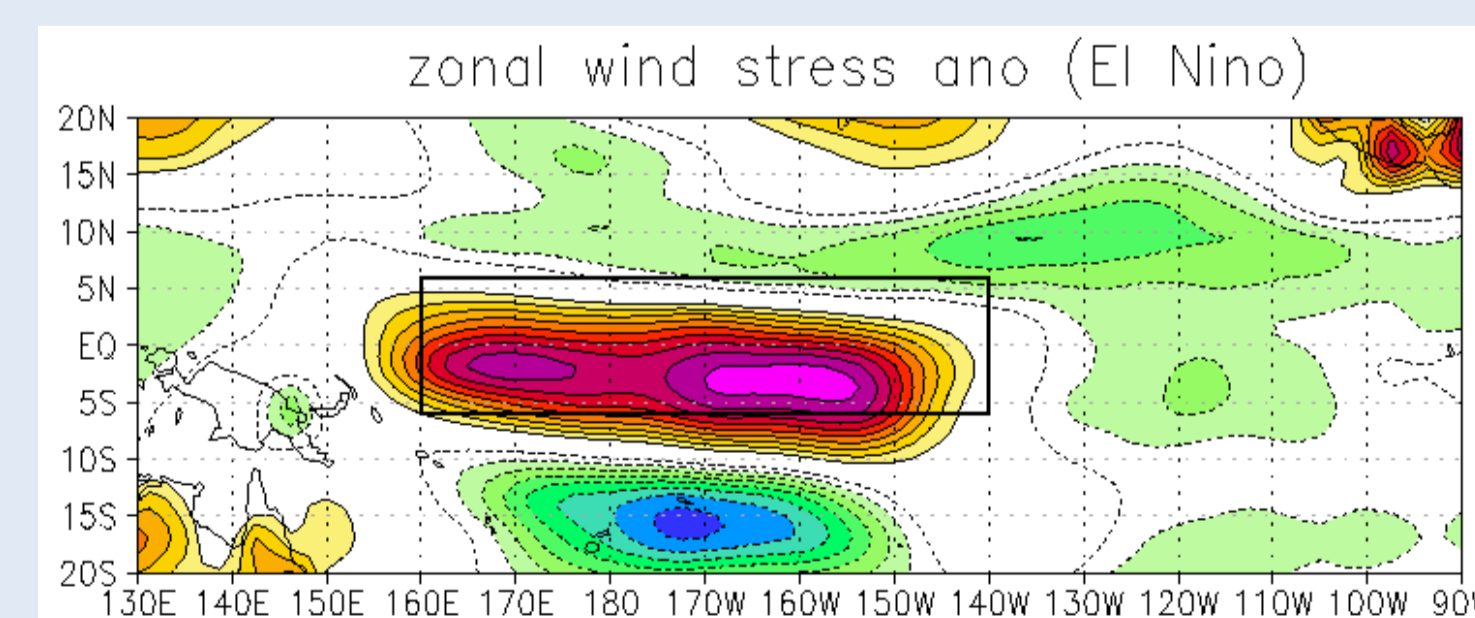 zonal wind stress ano (El Nino)
20N
15N
10N
5N
EQ
5S
10S
15S
20S
130E 140E 150E 160E 170E 180 170W 160W 150W 140W 130W 120W 110W 100W 90W